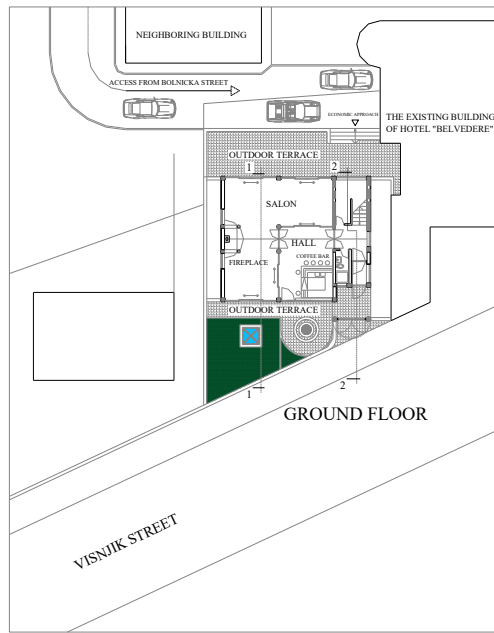 NEIGHBORING BUILDING
ACCESS FROM BOLNICKA STREET
ECONOMIC APPROACH
THE EXISTING BUILDING
OF HOTEL "BELVEDERE"
OUTDOOR TERRACE
1
2
SALON
HALL
COFFEE BAR
FIREPLACE
OUTDOOR TERRACE
1
2
GROUND FLOOR
VISNJIK STREET